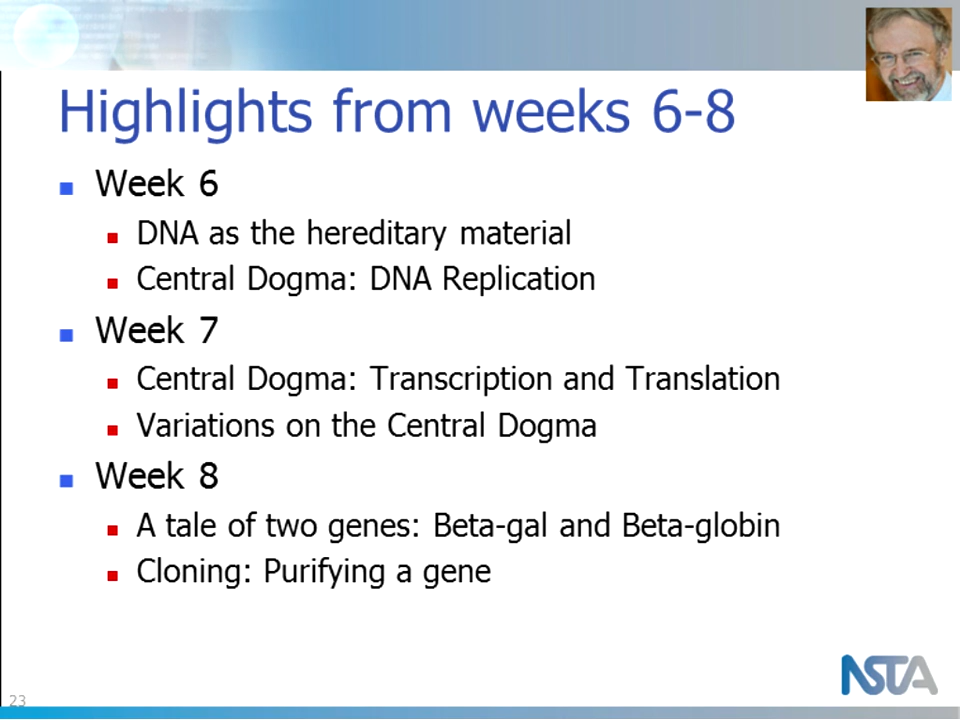 Highlights from weeks 6-8
Week 6
DNA as the hereditary material
Central Dogma: DNA Replication
Week 7
Central Dogma: Transcription and Translation
Variations on the Central Dogma
Week 8
A tale of two genes: Beta-gal and Beta-globin
Cloning: Purifying a gene
NSTA
23